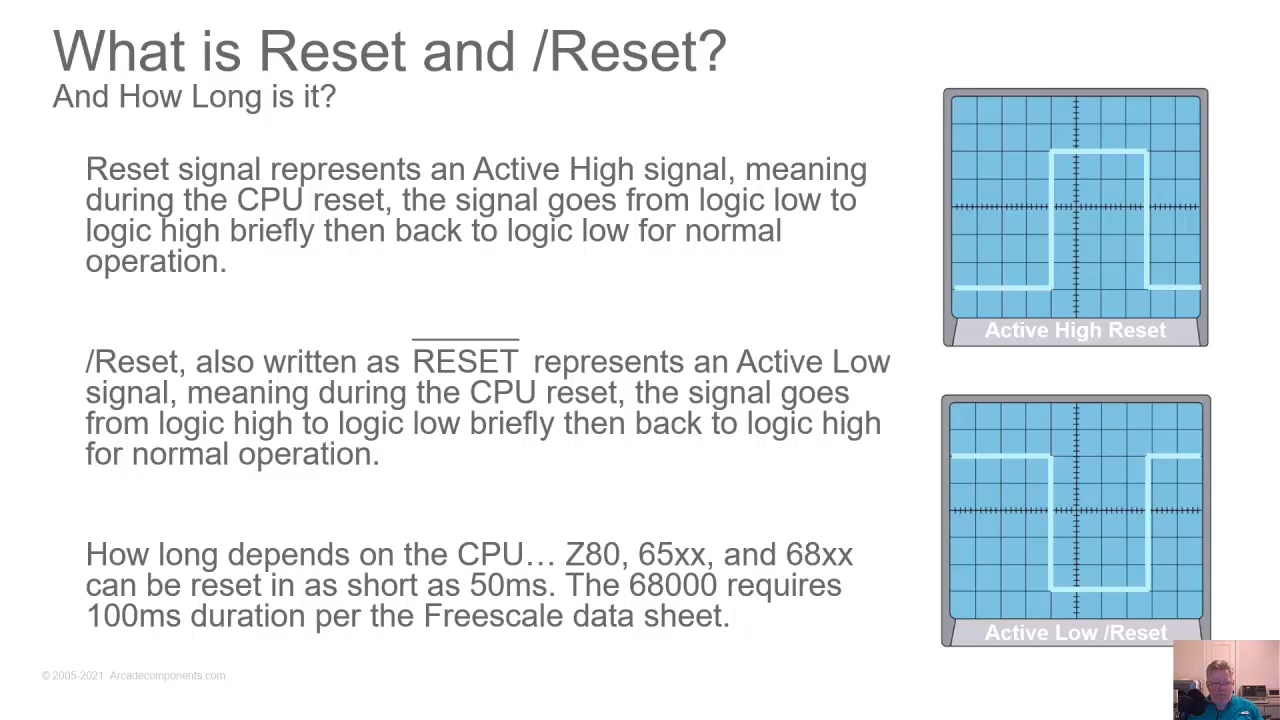 What is Reset and /Reset?
And How Long is it?
Reset signal represents an Active High signal, meaning
during the CPU reset, the signal goes from logic low to
logic high briefly then back to logic low for normal
operation.
Active High Reset
/Reset, also written as RESET represents an Active Low
signal, meaning during the CPU reset, the signal goes
from logic high to logic low briefly then back to logic high
for normal operation.
How long depends on the CPU… Z80, 65xx, and 68xx
can be reset in as short as 50ms. The 68000 requires
100ms duration per the Freescale data sheet.
Active Low /Reset
© 2005-2021 Arcadecomponents.com